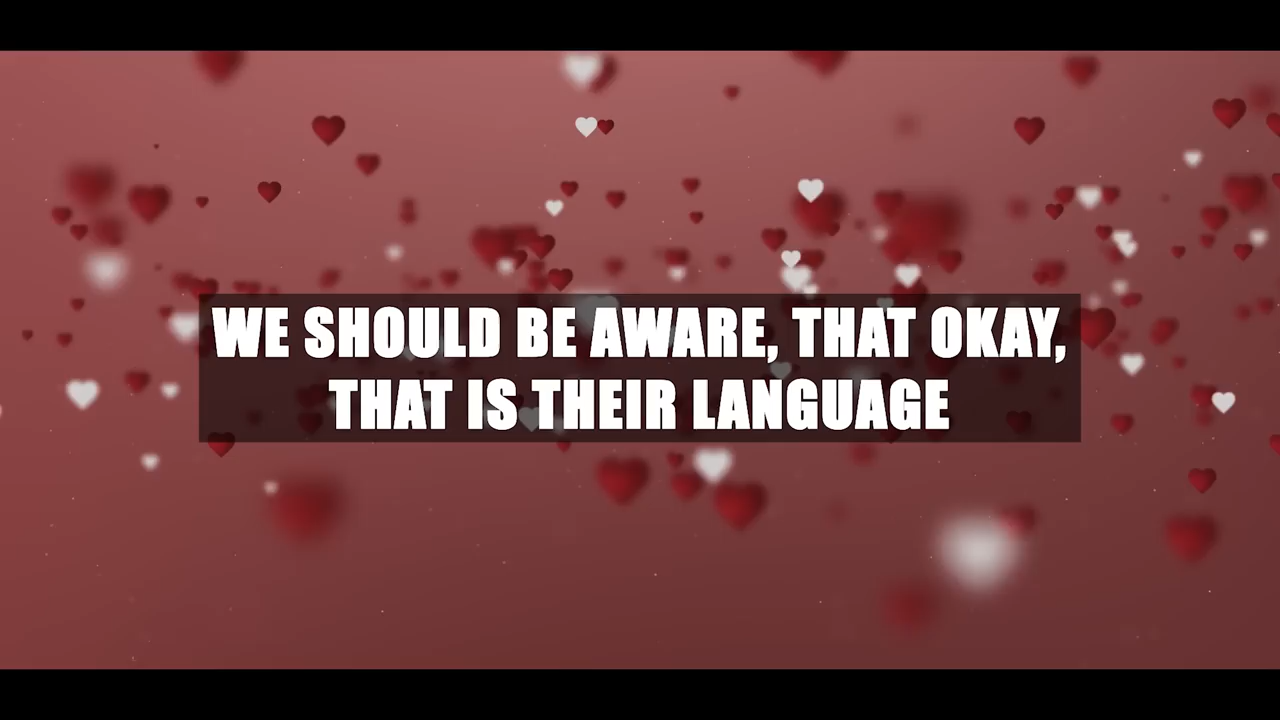 WE SHOULD BE AWARE, THAT OKAY,
THAT IS THEIR LANGUAGE